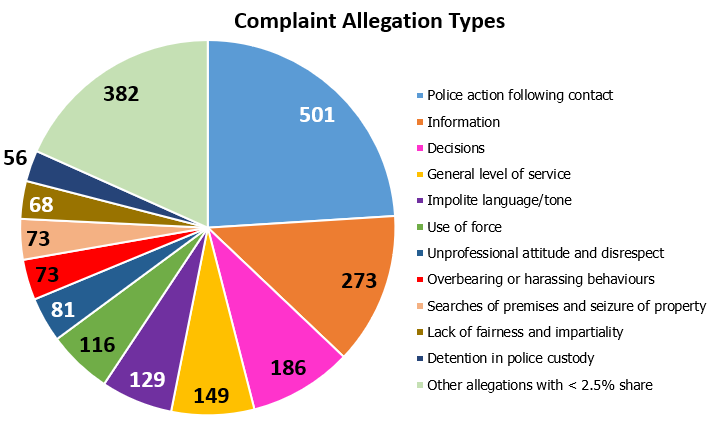 Complaint Allegation Types
501
273
186
149
129
116
81
73
73
68
56
382
Police action following contact
Information
Decisions
General level of service
Impolite language/tone
Use of force
Unprofessional attitude and disrespect
Overbearing or harassing behaviours
Searches of premises and seizure of property
Lack of fairness and impartiality
Detention in police custody
Other allegations with < 2.5% share